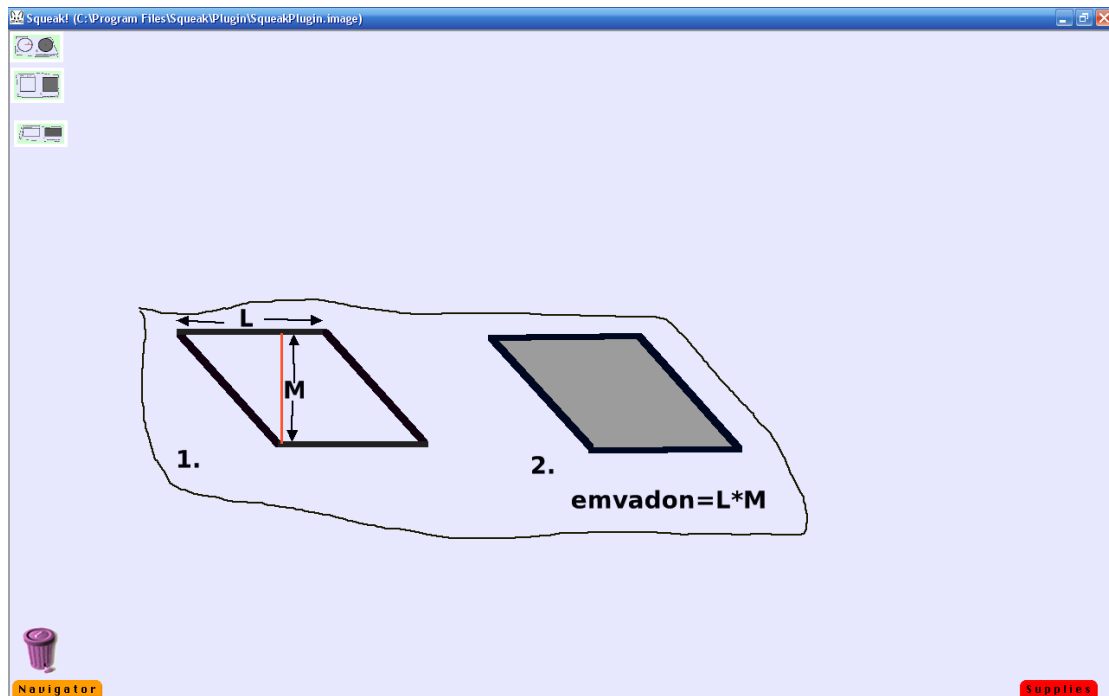 Squeak! (C:\Program Files\Squeak\Plugin\SqueakPlugin.image)
L
M
1.
2.
emvadon=L*M
Navigator
Supplies